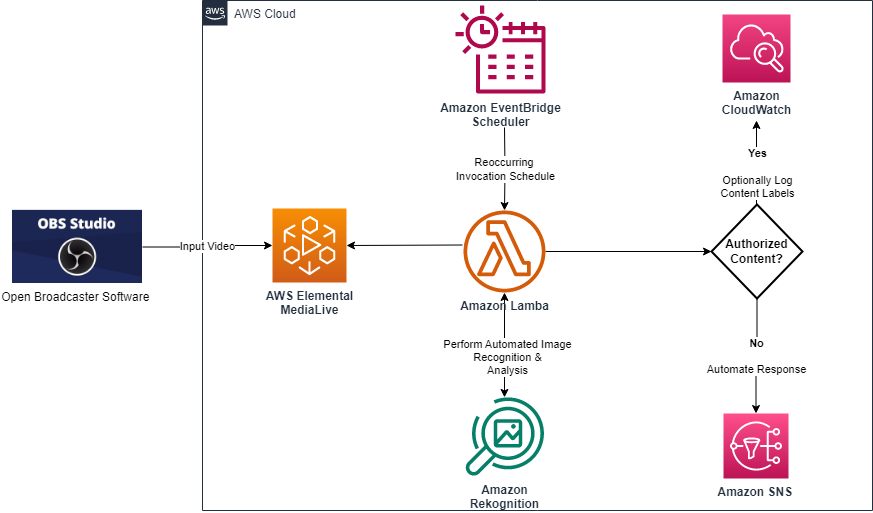 aws
AWS Cloud
Amazon EventBridge
Scheduler
Amazon
CloudWatch
Reoccurring
Invocation Schedule
Yes
Optionally Log
Content Labels
OBS Studio
Open Broadcaster Software
Input Video
AWS Elemental
MediaLive
Amazon Lamba
Authorized
Content?
Perform Automated Image
Recognition &
Analysis
No
Automate Response
Amazon
Rekognition
Amazon SNS